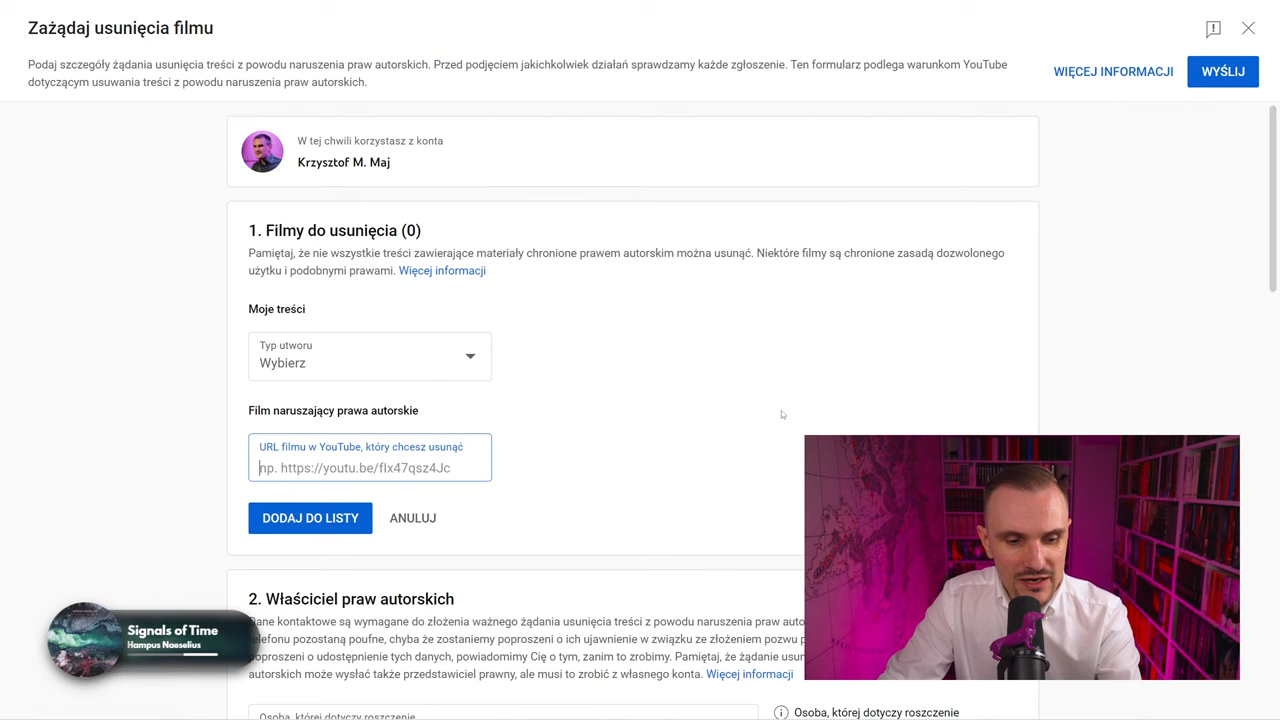 Zażądaj usunięcia filmu
Podaj szczegóły żądania usunięcia treści z powodu naruszenia praw autorskich. Przed podjęciem jakichkolwiek działań sprawdzamy każde zgłoszenie. Ten formularz podlega warunkom YouTube
dotyczącym usuwania treści z powodu naruszenia praw autorskich.
WIĘCEJ INFORMACJI
WYŚLIJ
W tej chwili korzystasz z konta
Krzysztof M. Maj
1. Filmy do usunięcia (0)
Pamiętaj, że nie wszystkie treści zawierające materiały chronione prawem autorskim można usunąć. Niektóre filmy są chronione zasadą dozwolonego
użytku i podobnymi prawami. Więcej informacji
Moje treści
Typ utworu
Wybierz
Film naruszający prawa autorskie
URL filmu w YouTube, który chcesz usunąć
np. https://youtu.be/fIx47qsz4Jc
DODAJ DO LISTY
ANULUJ
2. Właściciel praw autorskich
Dane kontaktowe są wymagane do złożenia ważnego żądania usunięcia treści z powodu naruszenia praw auto
telefonu pozostaną poufne, chyba że zostaniemy poproszeni o ich ujawnienie w związku ze złożeniem pozwu p
poproszeni o udostępnienie tych danych, powiadomimy Cię o tym, zanim to zrobimy. Pamiętaj, że żądanie usun
autorskich może wysłać także przedstawiciel prawny, ale musi to zrobić z własnego konta. Więcej informacji
Signals of Time
Hampus Naeselius
Osoba, której dotyczy roszczenie
Osoba, której dotyczy roszczenie